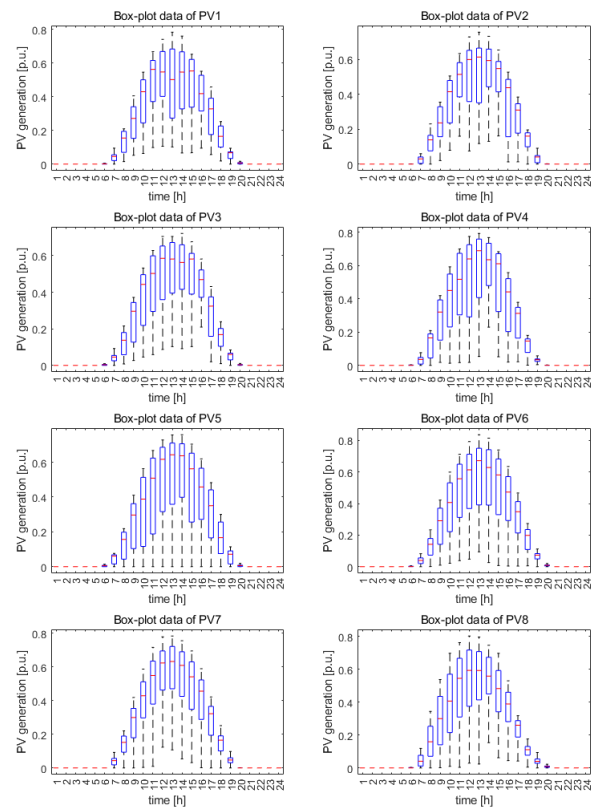 Box-plot data of PV1
PV generation [p.u.]
0.8
0.6
0.4
0.2
0
1 2 3 4 5 6 7 8 9 10 11 12 13 14 15 16 17 18 19 20 21 22 23 24
time [h]
Box-plot data of PV2
PV generation [p.u.]
0.8
0.6
0.4
0.2
0
1 2 3 4 5 6 7 8 9 10 11 12 13 14 15 16 17 18 19 20 21 22 23 24
time [h]
Box-plot data of PV3
PV generation [p.u.]
0.6
0.4
0.2
0
1 2 3 4 5 6 7 8 9 10 11 12 13 14 15 16 17 18 19 20 21 22 23 24
time [h]
Box-plot data of PV4
PV generation [p.u.]
0.8
0.6
0.4
0.2
0
1 2 3 4 5 6 7 8 9 10 11 12 13 14 15 16 17 18 19 20 21 22 23 24
time [h]
Box-plot data of PV5
PV generation [p.u.]
0.6
0.4
0.2
0
1 2 3 4 5 6 7 8 9 10 11 12 13 14 15 16 17 18 19 20 21 22 23 24
time [h]
Box-plot data of PV6
PV generation [p.u.]
0.8
0.6
0.4
0.2
0
1 2 3 4 5 6 7 8 9 10 11 12 13 14 15 16 17 18 19 20 21 22 23 24
time [h]
Box-plot data of PV7
PV generation [p.u.]
0.8
0.6
0.4
0.2
0
1 2 3 4 5 6 7 8 9 10 11 12 13 14 15 16 17 18 19 20 21 22 23 24
time [h]
Box-plot data of PV8
PV generation [p.u.]
0.8
0.6
0.4
0.2
0
1 2 3 4 5 6 7 8 9 10 11 12 13 14 15 16 17 18 19 20 21 22 23 24
time [h]